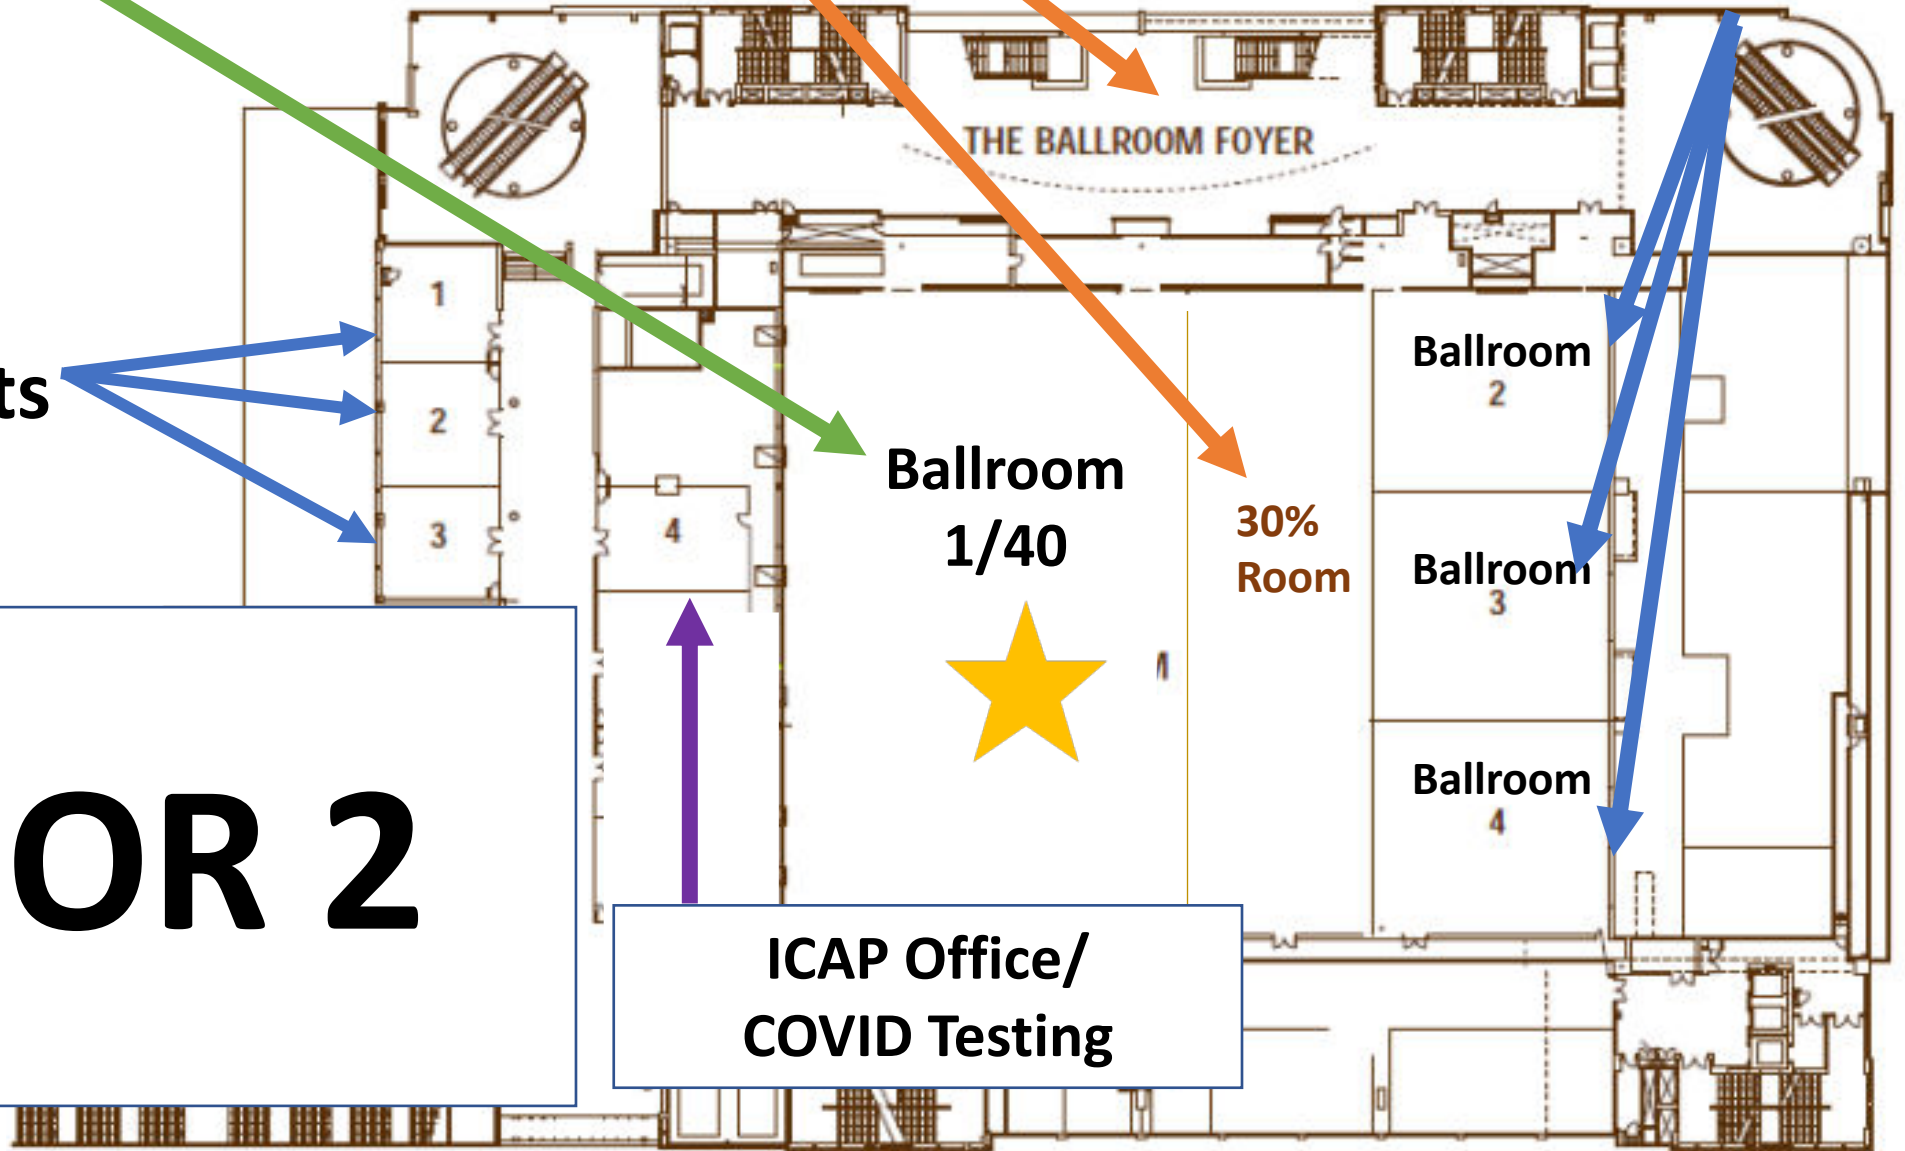 THE BALLROOM FOYER
1
2
3
4
ts
Ballroom
1/40
30%
Room
Ballroom
2
Ballroom
3
Ballroom
4
OR 2
ICAP Office/
COVID Testing